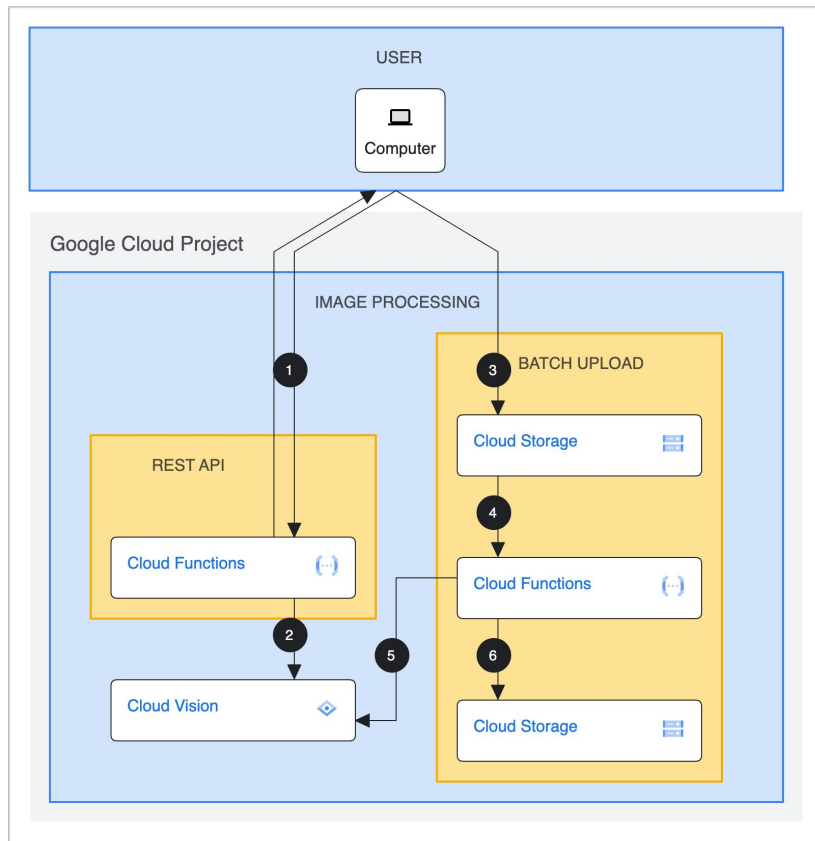 USER
Computer
Google Cloud Project
IMAGE PROCESSING
1
3
BATCH UPLOAD
Cloud Storage
REST API
4
Cloud Functions
Cloud Functions
2
5
6
Cloud Vision
Cloud Storage